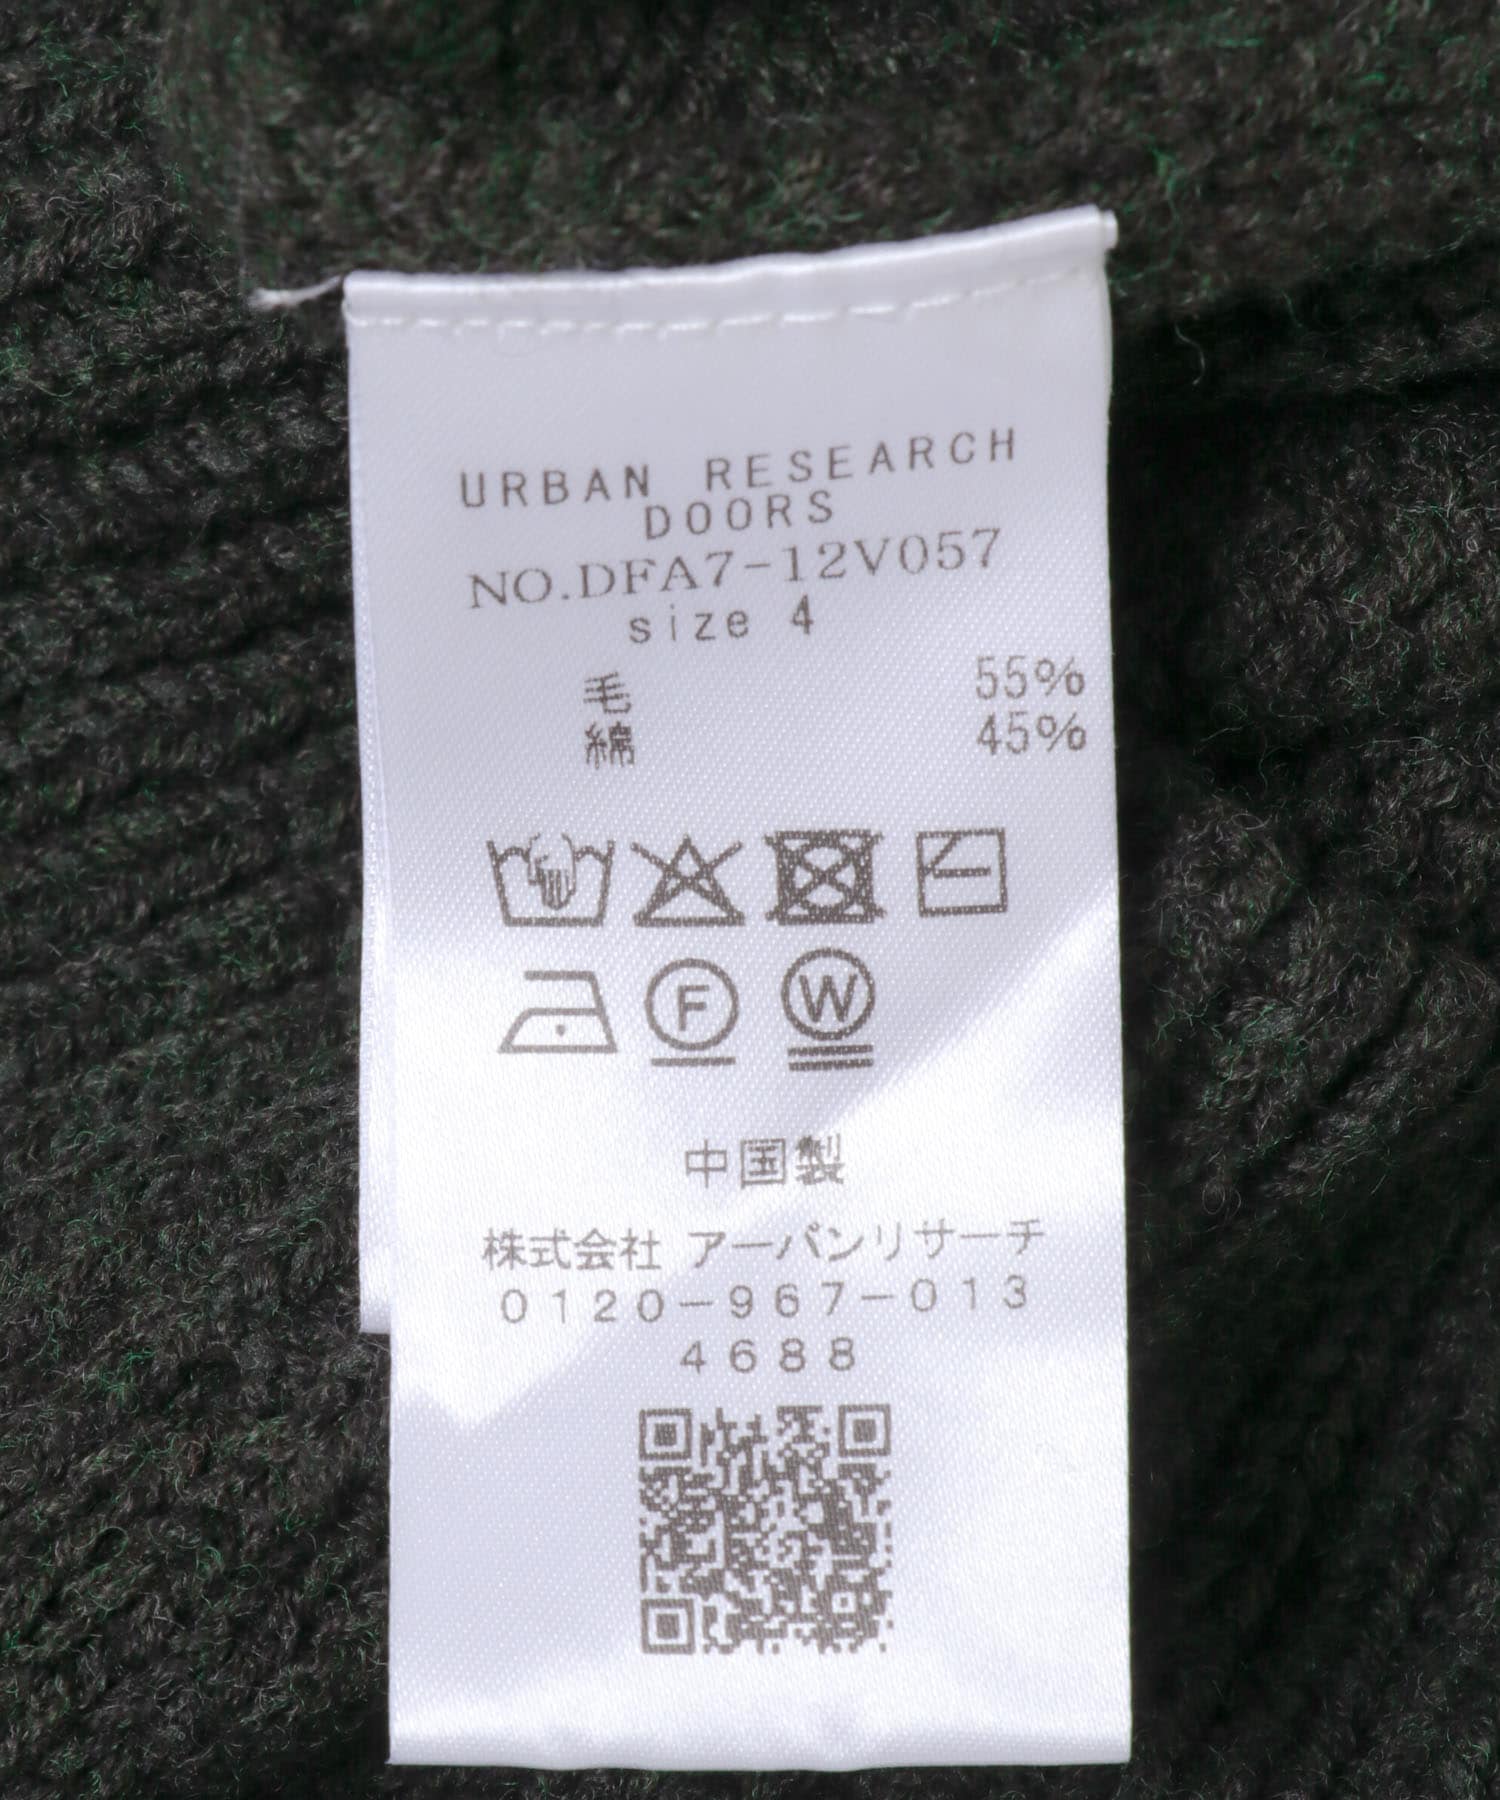 URBAN RESEARCH
DOORS
NO.DFA7-12V057
size 4
毛 55%
綿 45%
F W
中国製
株式会社 アーバンリサーチ
0120-967-013
4688